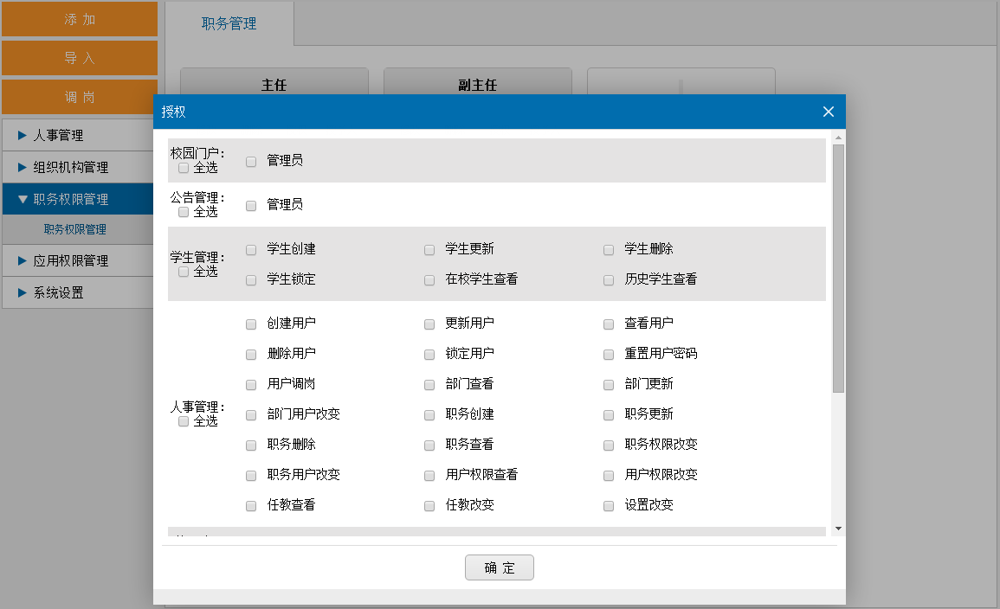 添 加
导 入
调 岗
人事管理
组织机构管理
职务权限管理
职务权限管理
应用权限管理
系统设置
职务管理
主任
副主任
授权
校园门户:
全选
管理员
公告管理:
全选
管理员
学生管理:
全选
学生创建
学生更新
学生删除
学生锁定
在校学生查看
历史学生查看
人事管理:
全选
创建用户
更新用户
查看用户
删除用户
锁定用户
重置用户密码
用户调岗
部门查看
部门更新
部门用户改变
职务创建
职务更新
职务删除
职务查看
职务权限改变
职务用户改变
用户权限查看
用户权限改变
任教查看
任教改变
设置改变
确 定